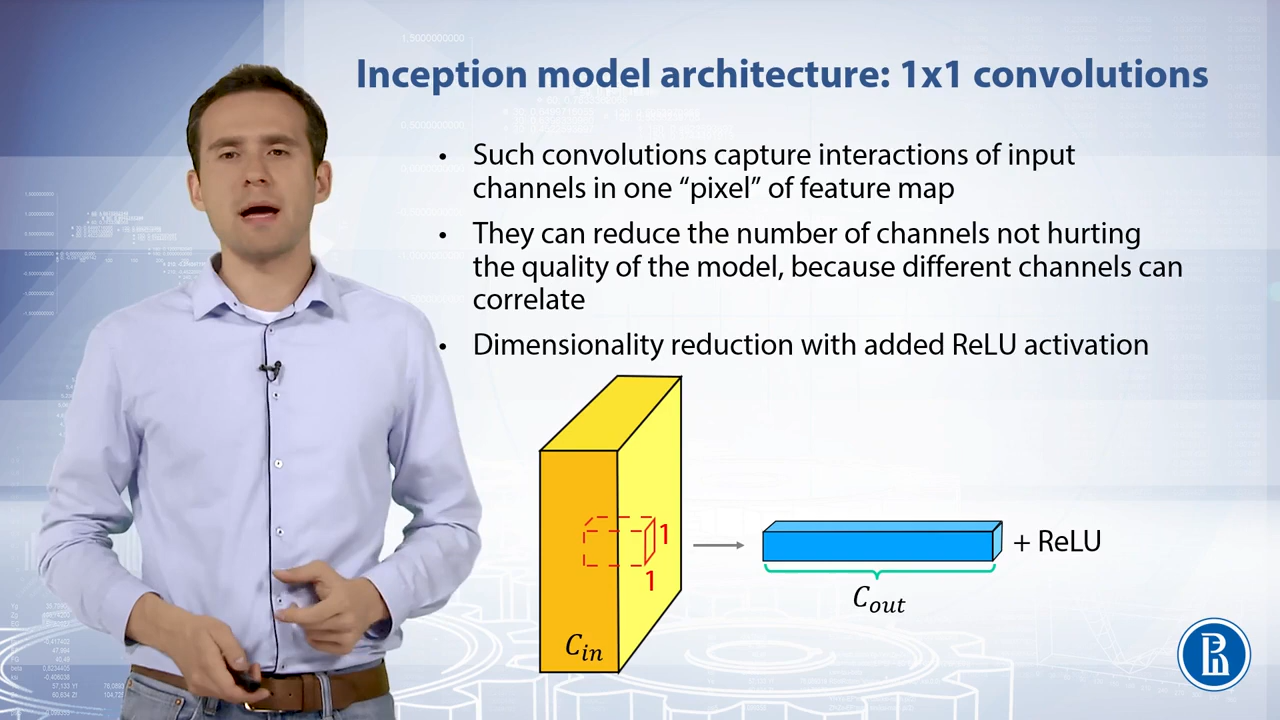 Inception model architecture: 1x1 convolutions
• Such convolutions capture interactions of input
channels in one “pixel” of feature map
• They can reduce the number of channels not hurting
the quality of the model, because different channels can
correlate
• Dimensionality reduction with added ReLU activation
1
1
+ ReLU
C_out
C_in